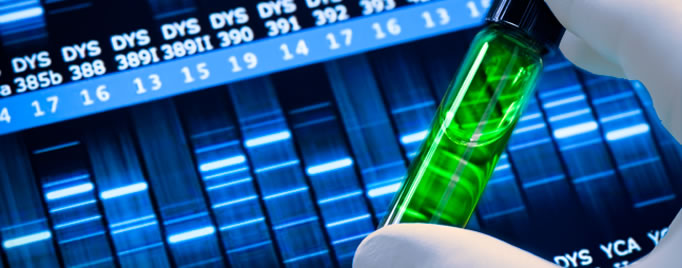 DYS DYS DYS DYS DYS DYS DYS
385b 388 389I 389II 390 391 392 393
4 17 16 13 15 19 14 17 16 13
DYS YCA